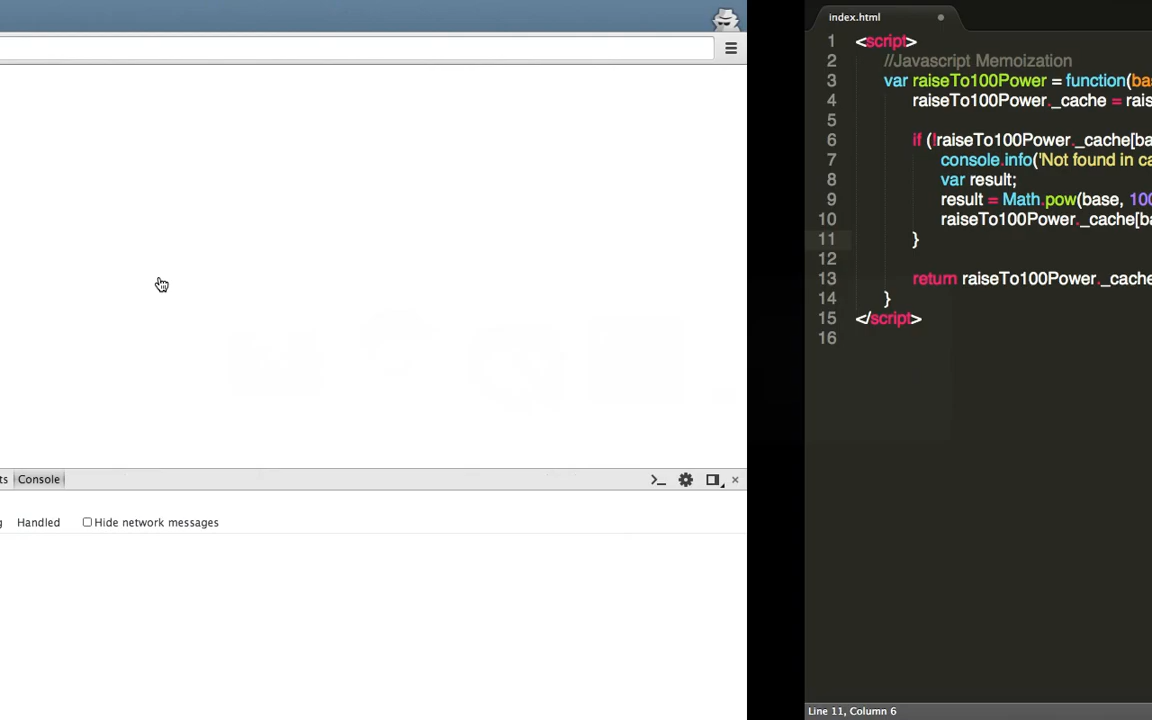 ts Console
Handled Hide network messages
index.html
1 <script>
2 //Javascript Memoization
3 var raiseTo100Power = function(bas
4 raiseTo100Power._cache = rais
5
6 if (!raiseTo100Power._cache[ba
7 console.info('Not found in ca
8 var result;
9 result = Math.pow(base, 100
10 raiseTo100Power._cache[b
11 }
12
13 return raiseTo100Power._cache
14 }
15 </script>
16
Line 11, Column 6